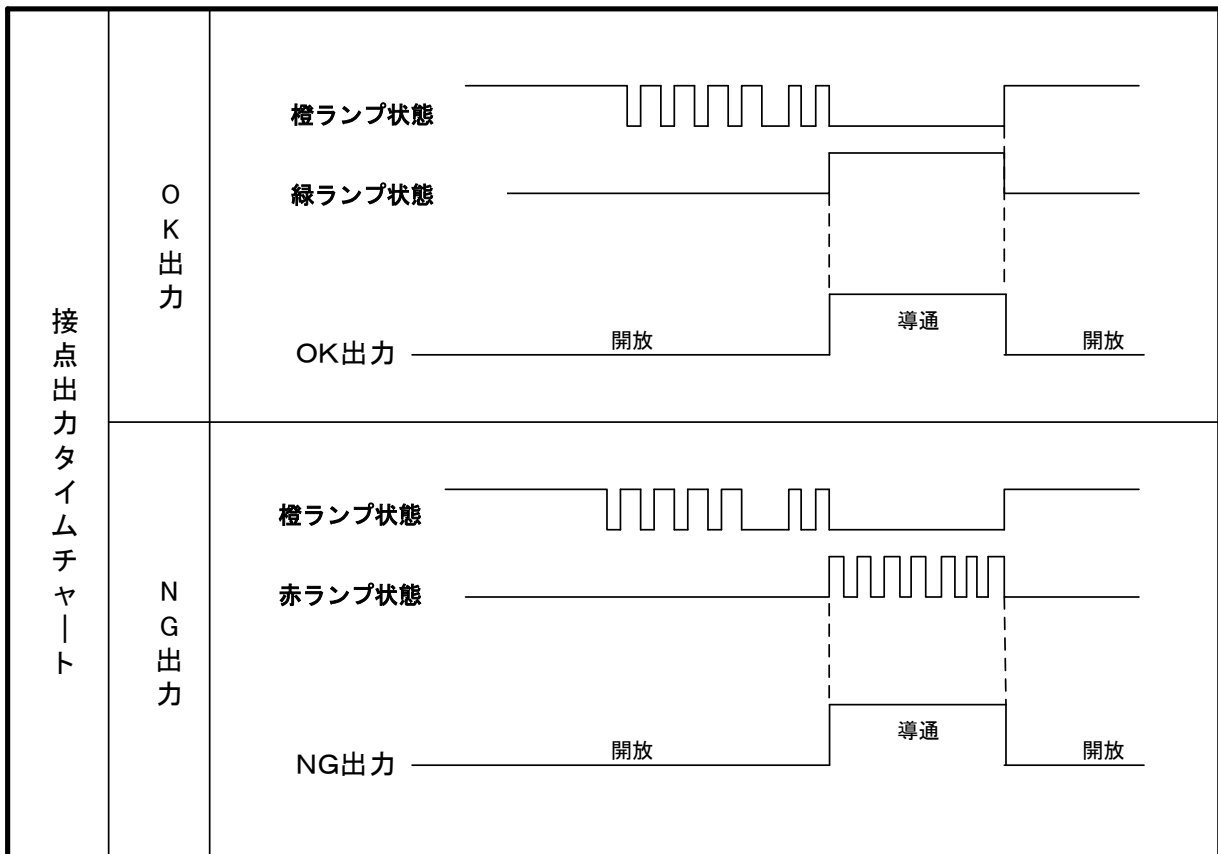 接点出力タイムチャート
OK出力
橙ランプ状態
緑ランプ状態
OK出力
開放
導通
開放
NG出力
橙ランプ状態
赤ランプ状態
NG出力
開放
導通
開放